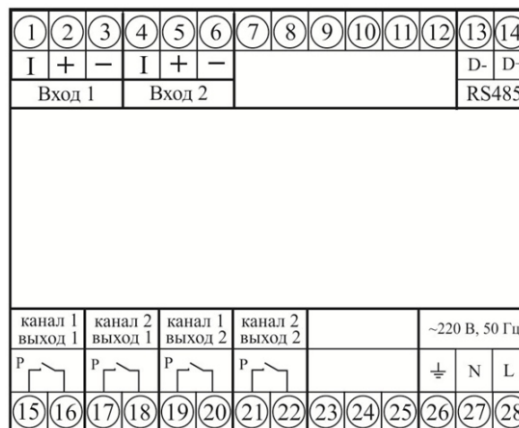 1 2 3 4 5 6 7 8 9 10 11 12 13 14
I + − I + − D- D+
Вход 1 Вход 2 RS485
канал 1 канал 2 канал 1 канал 2
выход 1 выход 1 выход 2 выход 2
~220 В, 50 Гц
P P P P
N L
15 16 17 18 19 20 21 22 23 24 25 26 27 28